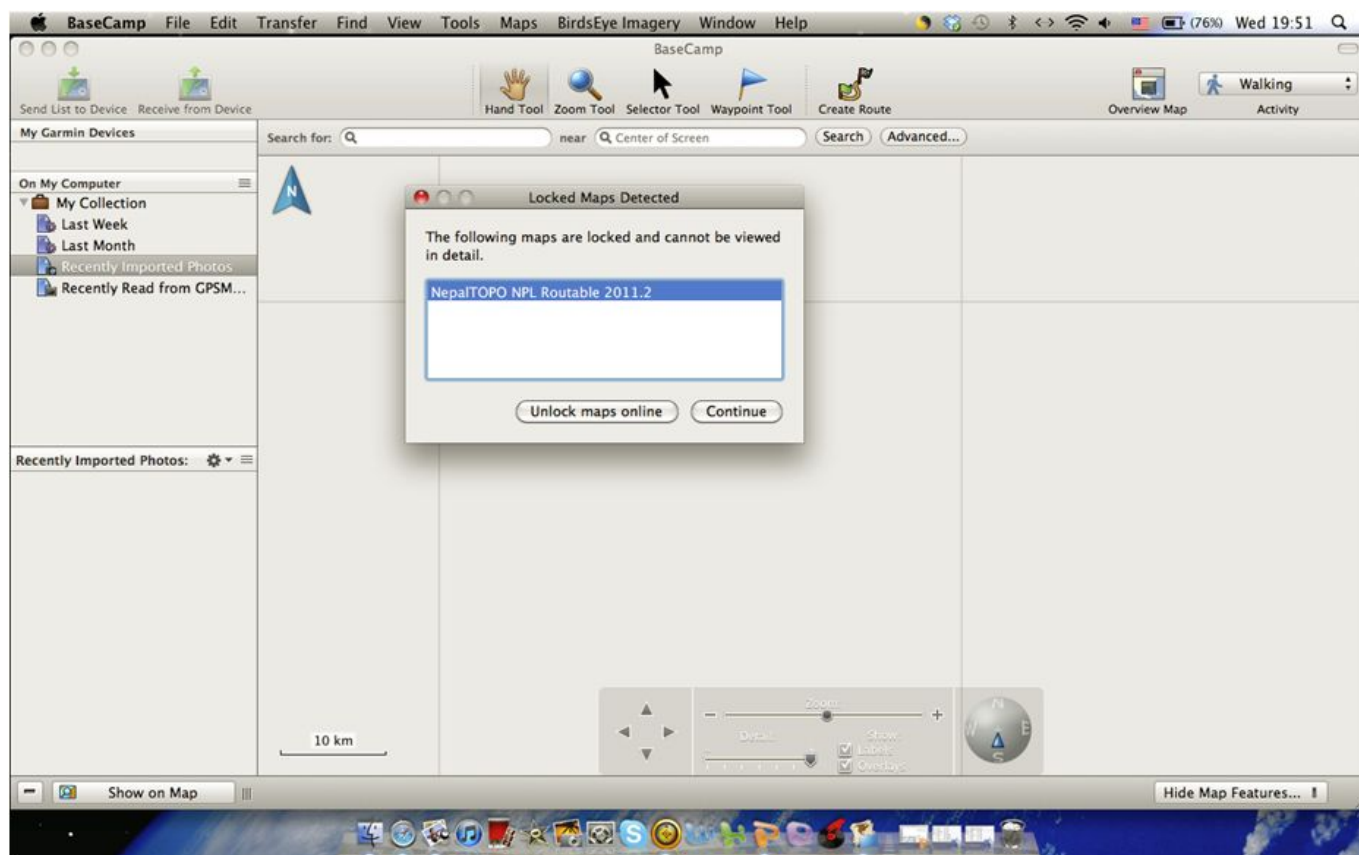 BaseCamp File Edit Transfer Find View Tools Maps BirdsEye Imagery Window Help (76%) Wed 19:51
BaseCamp
Send List to Device Receive from Device Hand Tool Zoom Tool Selector Tool Waypoint Tool Create Route Overview Map Walking Activity
My Garmin Devices
Search for: near Center of Screen Search Advanced...
On My Computer
My Collection
Last Week
Last Month
Recently Imported Photos
Recently Read from GPSM...
N
Locked Maps Detected
The following maps are locked and cannot be viewed
in detail.
NepalTOPO NPL Routable 2011.2
Unlock maps online Continue
Recently Imported Photos:
10 km
Zoom:
Detail:
Show:
Labels
Overlays
N
W E
S
Show on Map Hide Map Features...